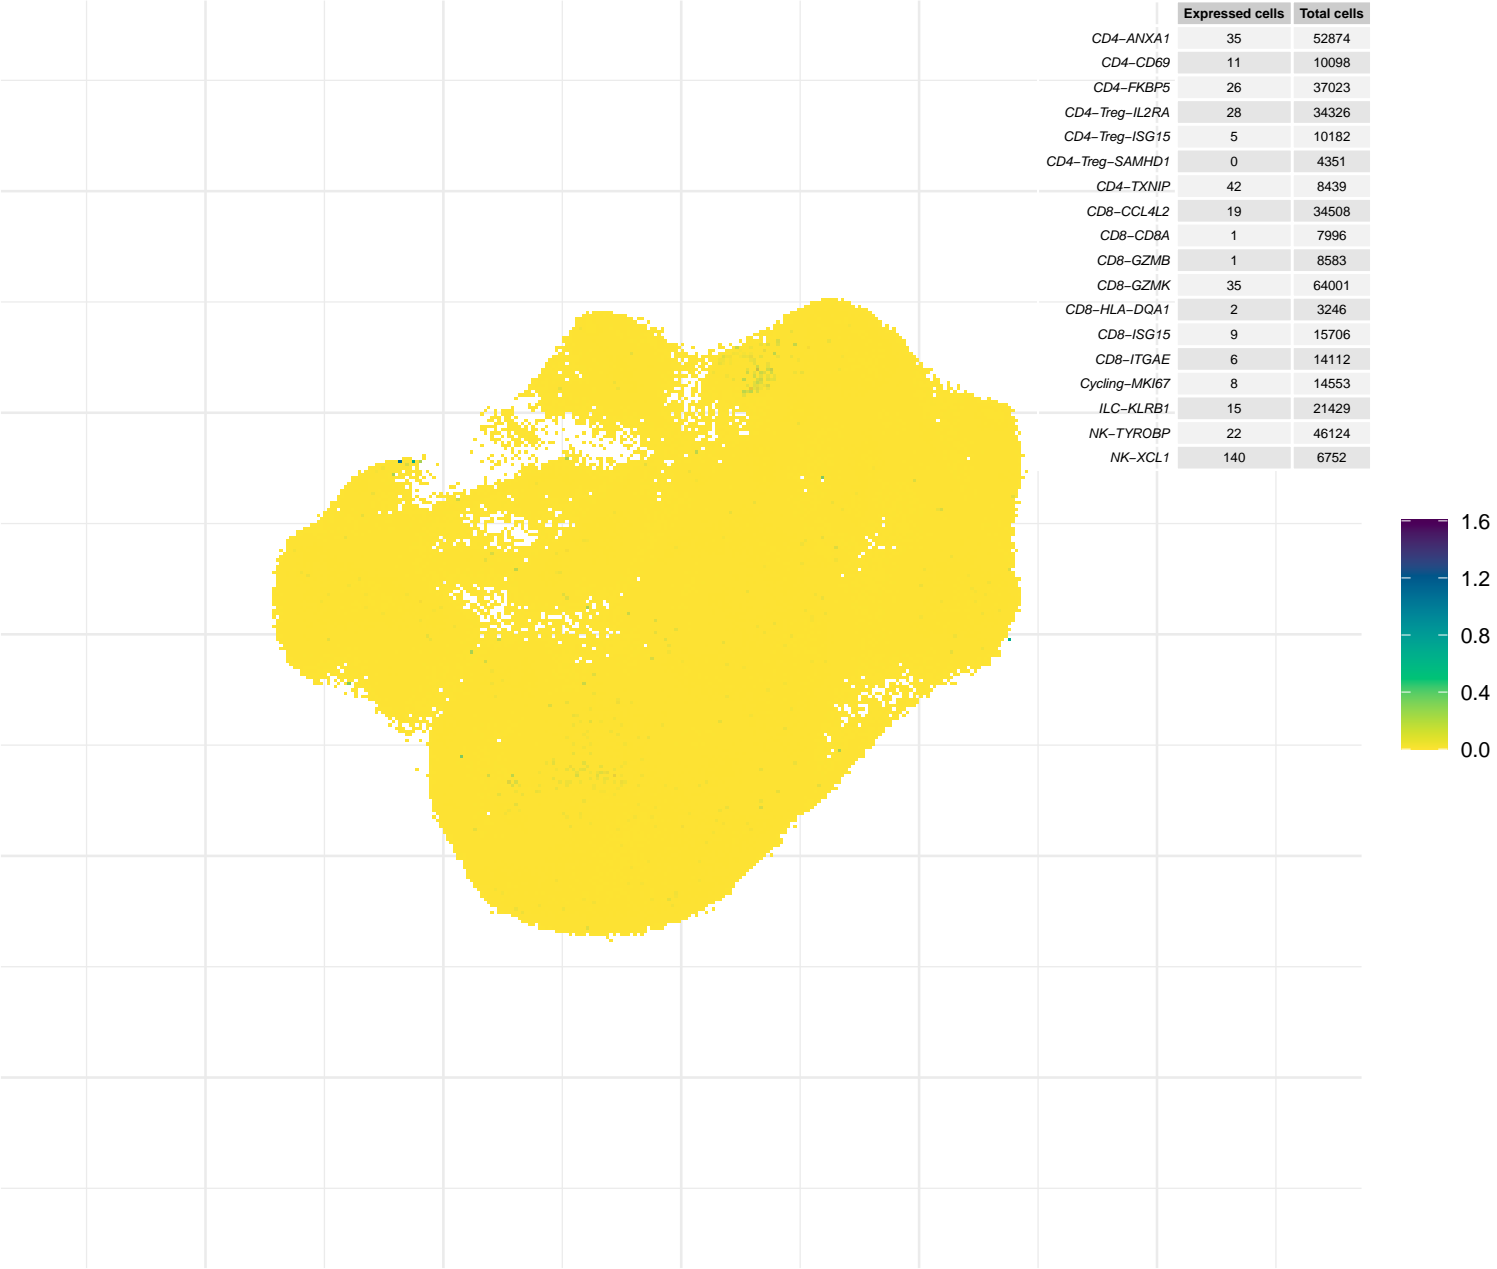 Expressed cells Total cells
CD4−ANXA1 35 52874
CD4−CD69 11 10098
CD4−FKBP5 26 37023
CD4−Treg−IL2RA 28 34326
CD4−Treg−ISG15 5 10182
CD4−Treg−SAMHD1 0 4351
CD4−TXNIP 42 8439
CD8−CCL4L2 19 34508
CD8−CD8A 1 7996
CD8−GZMB 1 8583
CD8−GZMK 35 64001
CD8−HLA−DQA1 2 3246
CD8−ISG15 9 15706
CD8−ITGAE 6 14112
Cycling−MKI67 8 14553
ILC−KLRB1 15 21429
NK−TYROBP 22 46124
NK−XCL1 140 6752
1.6
1.2
0.8
0.4
0.0